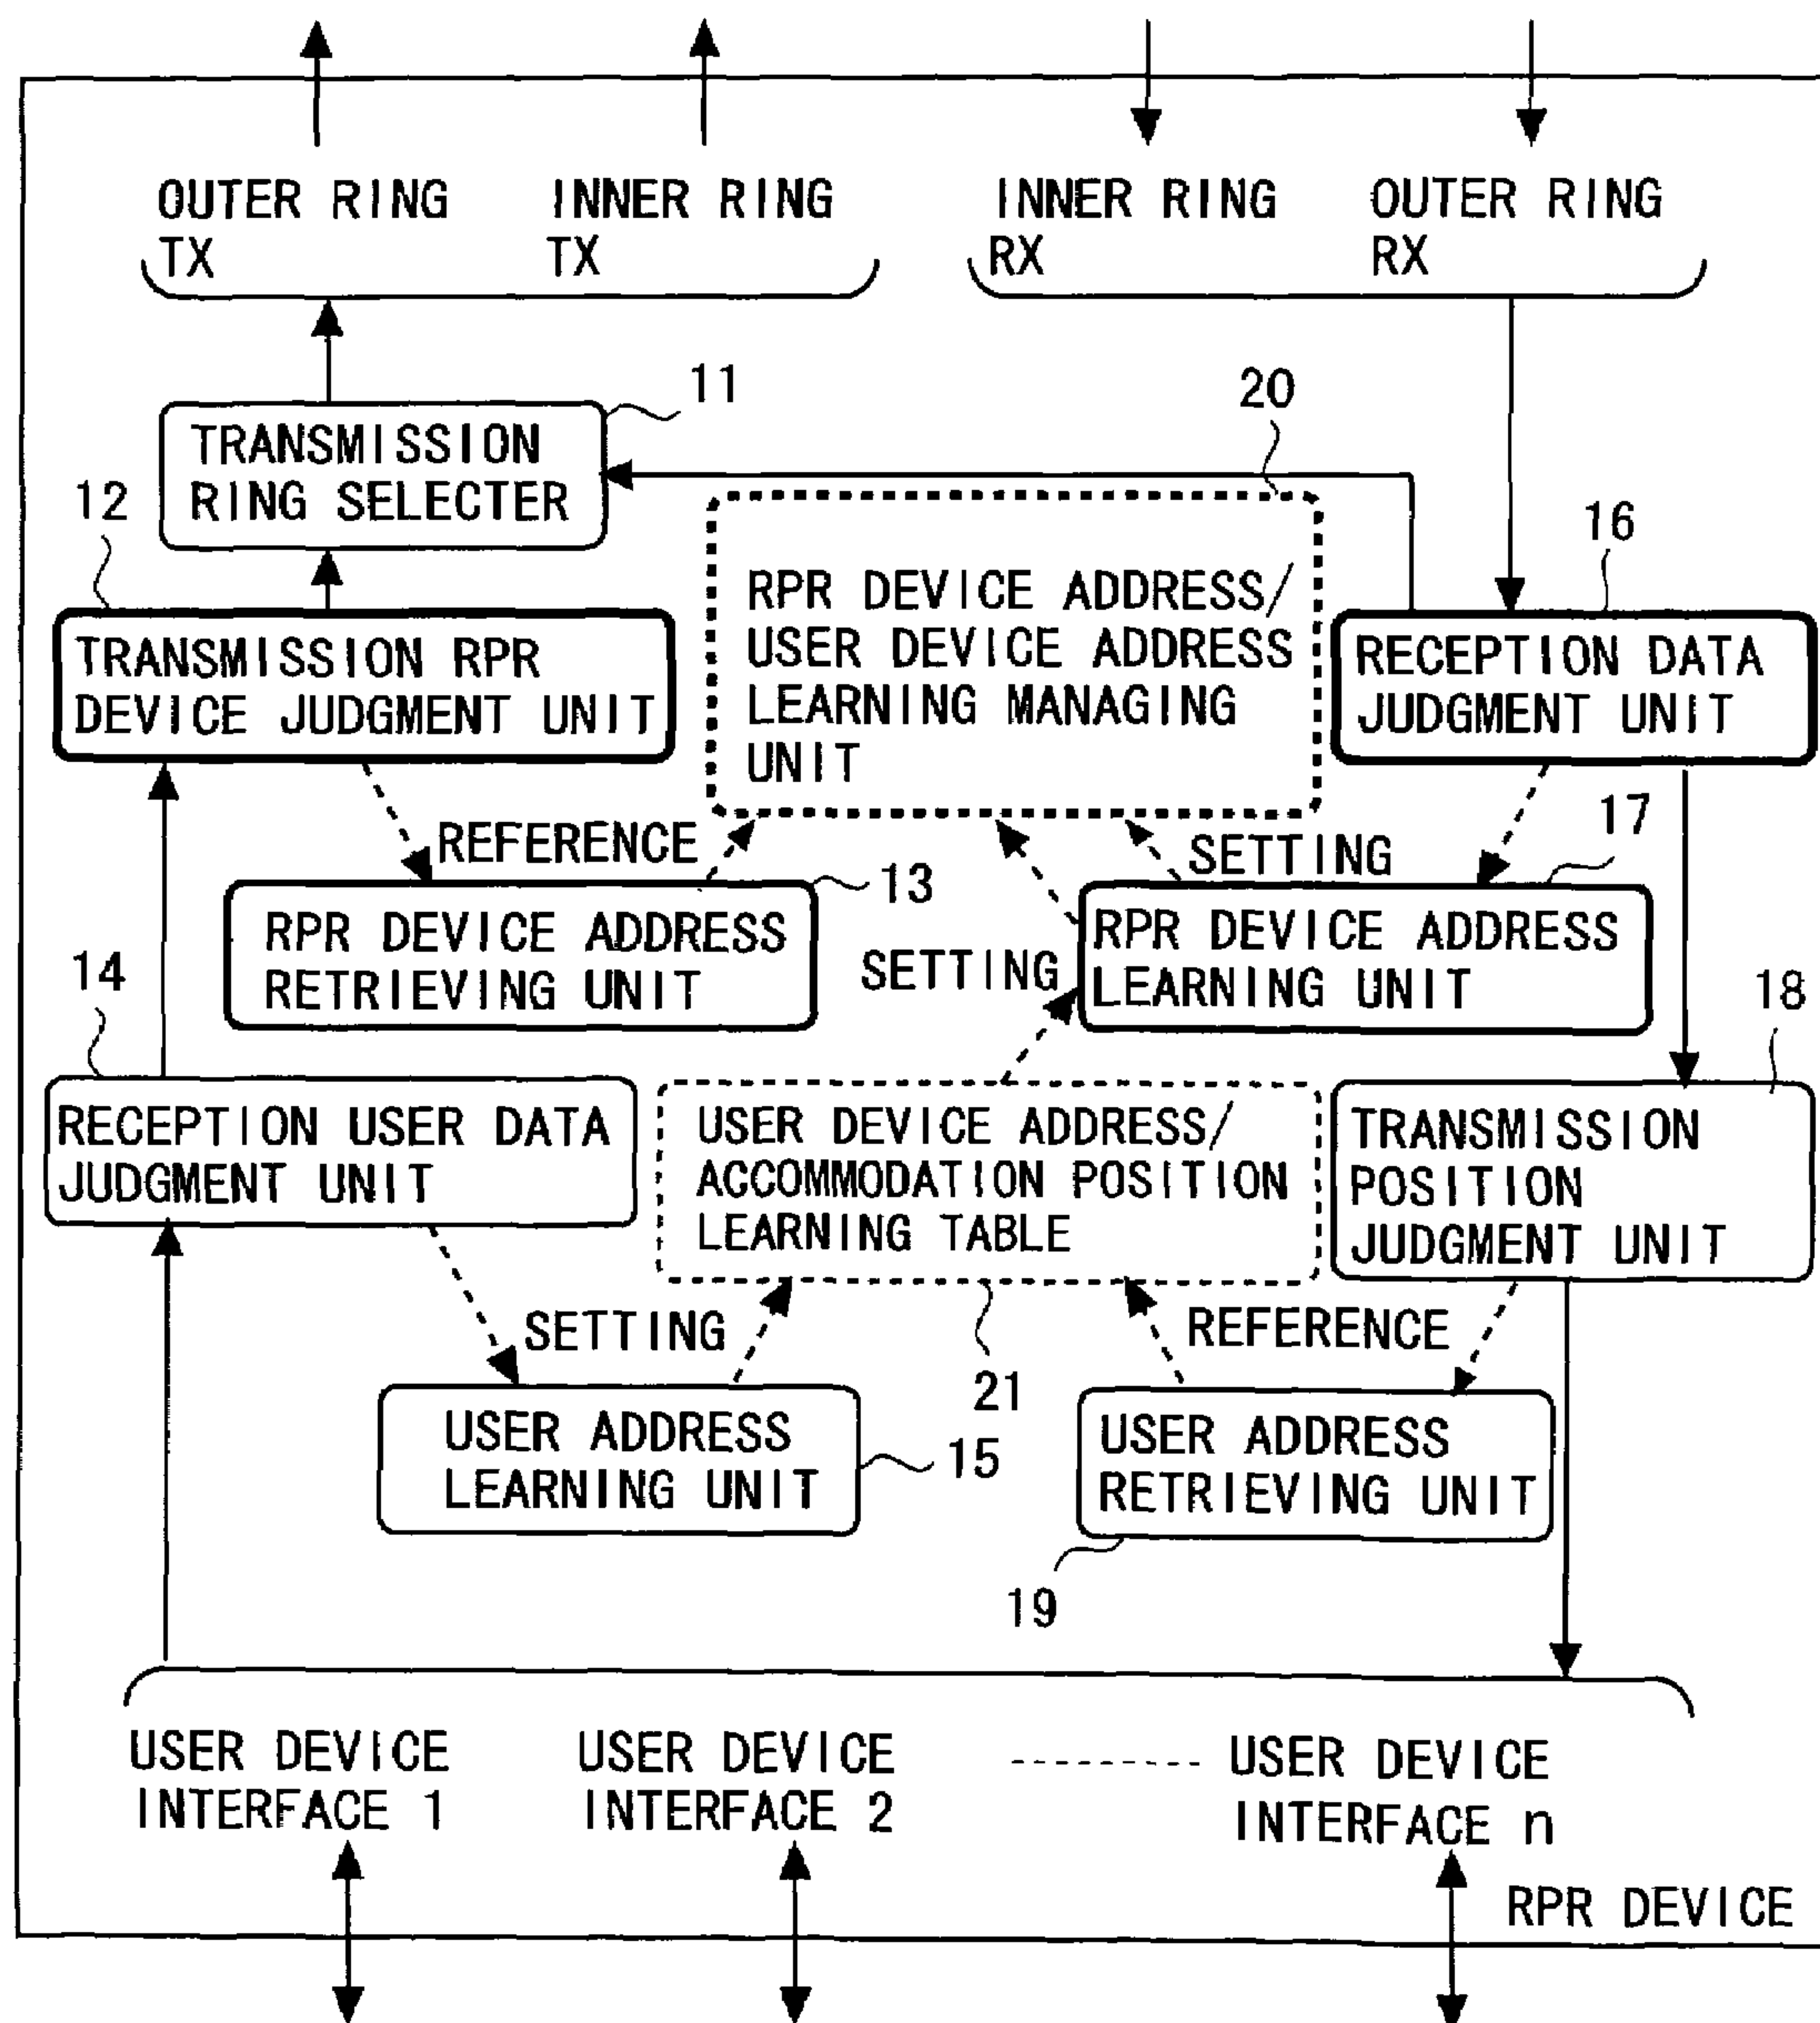 OUTER RING
TX
INNER RING
TX
INNER RING
RX
OUTER RING
RX
11
20
TRANSMISSION
RING SELECTER
12
16
RPR DEVICE ADDRESS/
USER DEVICE ADDRESS
LEARNING MANAGING
UNIT
TRANSMISSION RPR
DEVICE JUDGMENT UNIT
RECEPTION DATA
JUDGMENT UNIT
17
REFERENCE
SETTING
13
RPR DEVICE ADDRESS
RETRIEVING UNIT
SETTING
RPR DEVICE ADDRESS
LEARNING UNIT
14
18
RECEPTION USER DATA
JUDGMENT UNIT
USER DEVICE ADDRESS/
ACCOMMODATION POSITION
LEARNING TABLE
TRANSMISSION
POSITION
JUDGMENT UNIT
SETTING
REFERENCE
21
USER ADDRESS
LEARNING UNIT
15
USER ADDRESS
RETRIEVING UNIT
19
USER DEVICE
INTERFACE 1
USER DEVICE
INTERFACE 2
USER DEVICE
INTERFACE n
RPR DEVICE